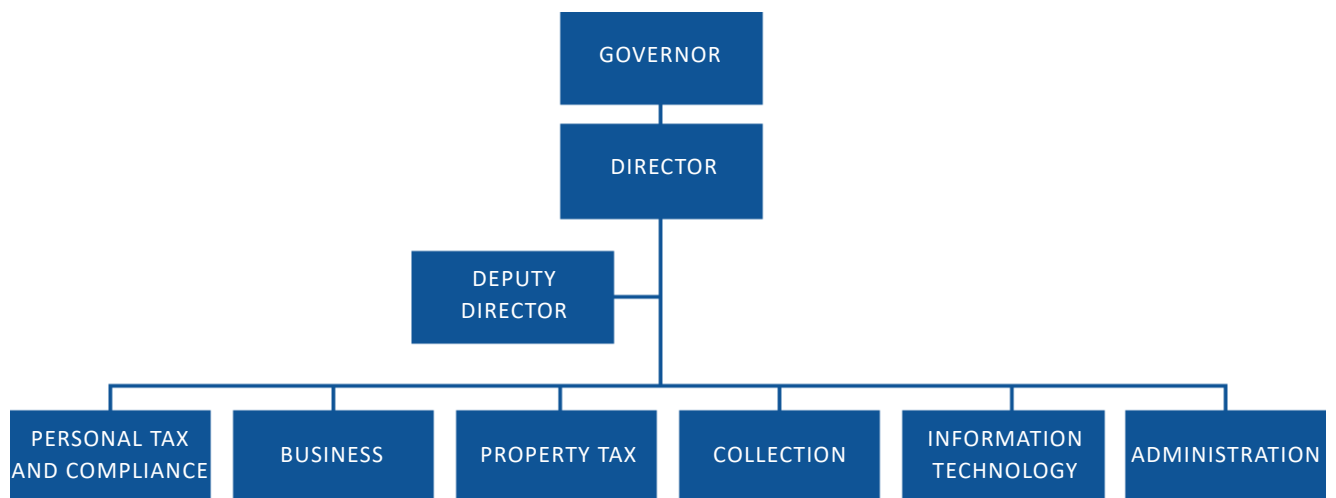 GOVERNOR
DIRECTOR
DEPUTY
DIRECTOR
PERSONAL TAX
AND COMPLIANCE
BUSINESS
PROPERTY TAX
COLLECTION
INFORMATION
TECHNOLOGY
ADMINISTRATION